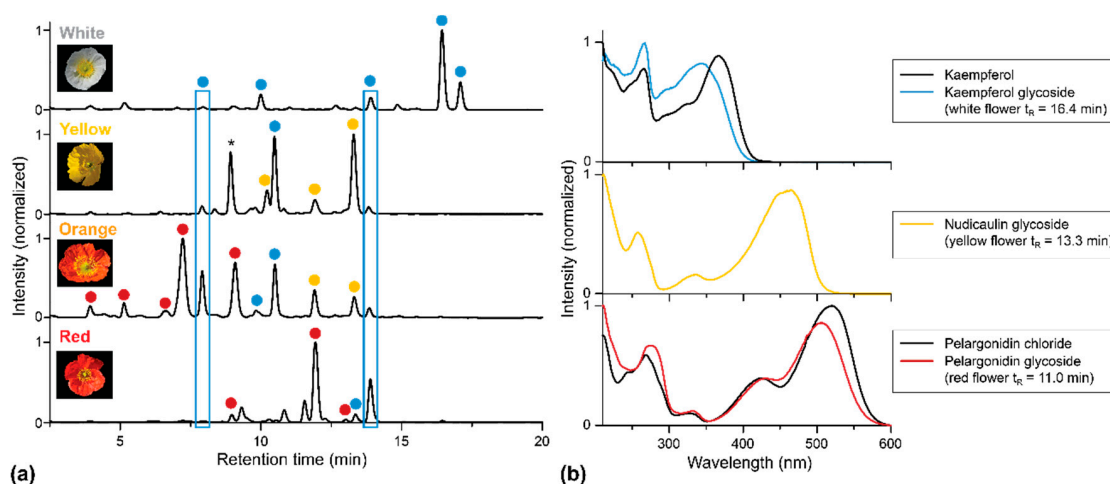 White
Yellow
*
Orange
Red
1
0
1
0
1
0
1
0
Intensity (normalized)
5
10
15
20
Retention time (min)
(a)
1
0
1
0
1
0
Intensity (normalized)
300
400
500
600
Wavelength (nm)
(b)
Kaempferol
Kaempferol glycoside
(white flower tR = 16.4 min)
Nudicaulin glycoside
(yellow flower tR = 13.3 min)
Pelargonidin chloride
Pelargonidin glycoside
(red flower tR = 11.0 min)